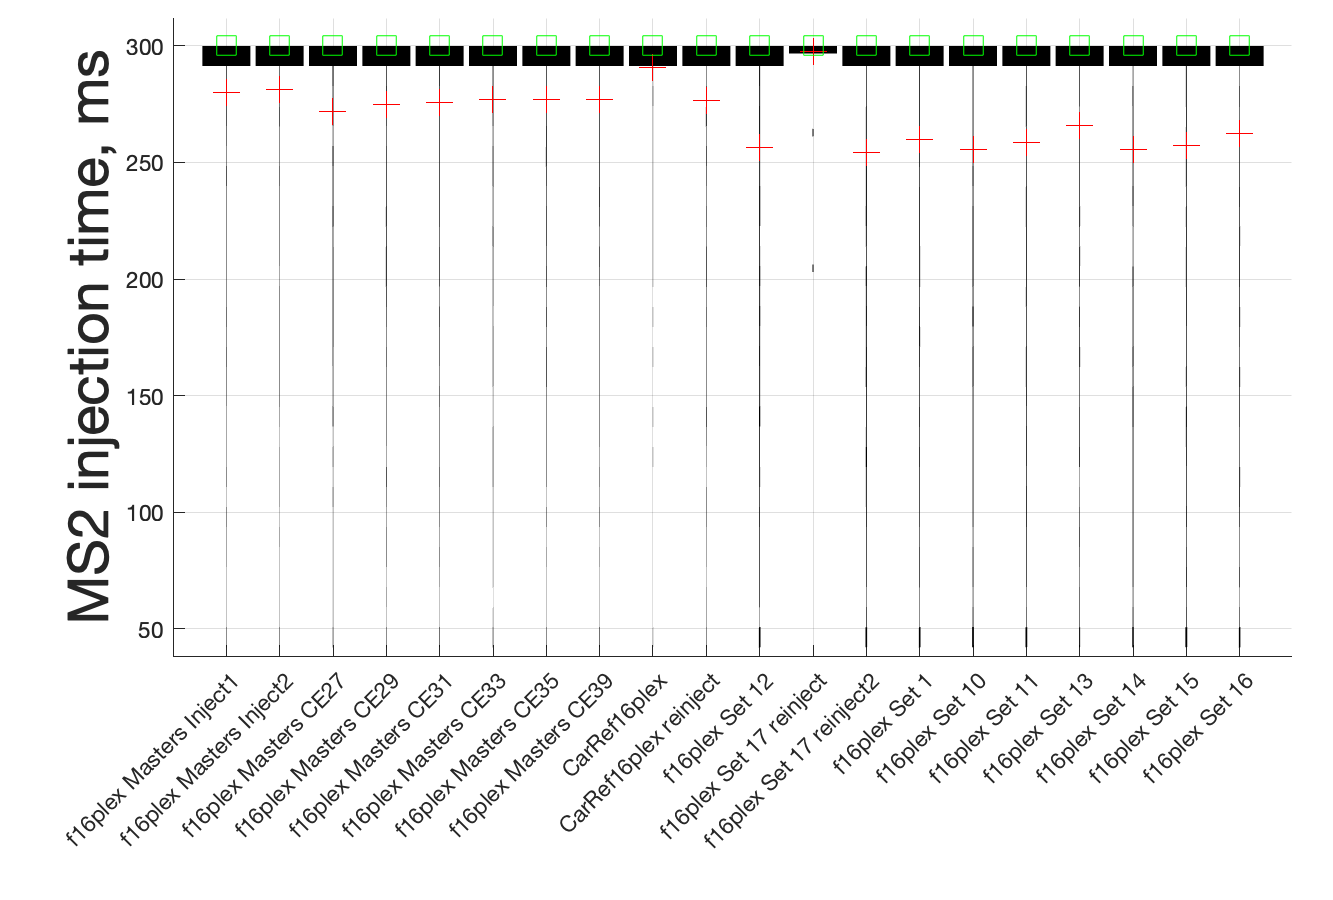 MS2 injection time, ms
300
250
200
150
100
50
f16plex Masters Inject1
f16plex Masters Inject2
f16plex Masters CE27
f16plex Masters CE29
f16plex Masters CE31
f16plex Masters CE33
f16plex Masters CE35
f16plex Masters CE39
CarRef16plex
CarRef16plex reinject
f16plex Set 12
f16plex Set 17 reinject
f16plex Set 17 reinject2
f16plex Set 1
f16plex Set 10
f16plex Set 11
f16plex Set 13
f16plex Set 14
f16plex Set 15
f16plex Set 16